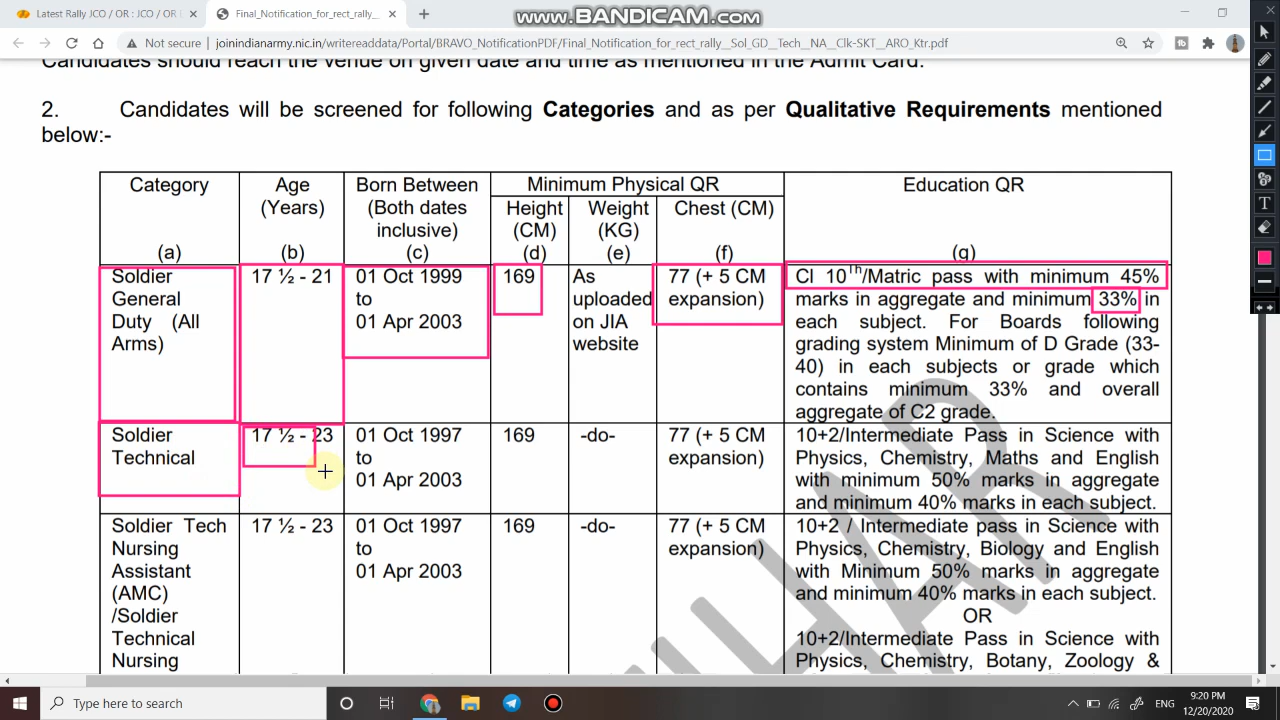 Latest Rally JCO / OR : JCO / OR E
Final_Notification_for_rect_rally_
www.BANDICAM.com
Not secure
joinindianarmy.nic.in/writereaddata/Portal/BRAVO_NotificationPDF/Final_Notification_for_rect_rally__Sol_GD__Tech__NA__Clk-SKT__ARO_Ktr.pdf
Candidates should reach the venue on given date and time as mentioned in the Admit Card.
2. Candidates will be screened for following Categories and as per Qualitative Requirements mentioned
below:-
Category
(a)
Age
(Years)
(b)
Born Between
(Both dates
inclusive)
(c)
Minimum Physical QR
Height
(CM)
(d)
Weight
(KG)
(e)
Chest (CM)
(f)
Education QR
(g)
Soldier
General
Duty (All
Arms)
17 ½ - 21
01 Oct 1999
to
01 Apr 2003
169
As
uploaded
on JIA
website
77 (+ 5 CM
expansion)
Cl 10Th/Matric pass with minimum 45%
marks in aggregate and minimum 33% in
each subject. For Boards following
grading system Minimum of D Grade (33-
40) in each subjects or grade which
contains minimum 33% and overall
aggregate of C2 grade.
Soldier
Technical
17 ½ - 23
01 Oct 1997
to
01 Apr 2003
169
-do-
77 (+ 5 CM
expansion)
10+2/Intermediate Pass in Science with
Physics, Chemistry, Maths and English
with minimum 50% marks in aggregate
and minimum 40% marks in each subject.
Soldier Tech
Nursing
Assistant
(AMC)
/Soldier
Technical
Nursing
17 ½ - 23
01 Oct 1997
to
01 Apr 2003
169
-do-
77 (+ 5 CM
expansion)
10+2 / Intermediate pass in Science with
Physics, Chemistry, Biology and English
with Minimum 50% marks in aggregate
and minimum 40% marks in each subject.
OR
10+2/Intermediate Pass in Science with
Physics, Chemistry, Botany, Zoology &
Type here to search
ENG
9:20 PM
12/20/2020